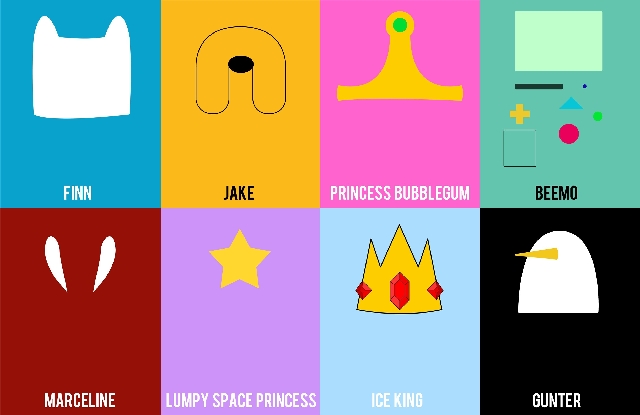 FINN
JAKE
PRINCESS BUBBLEGUM
BEEMO
MARCELINE
LUMPY SPACE PRINCESS
ICE KING
GUNTER